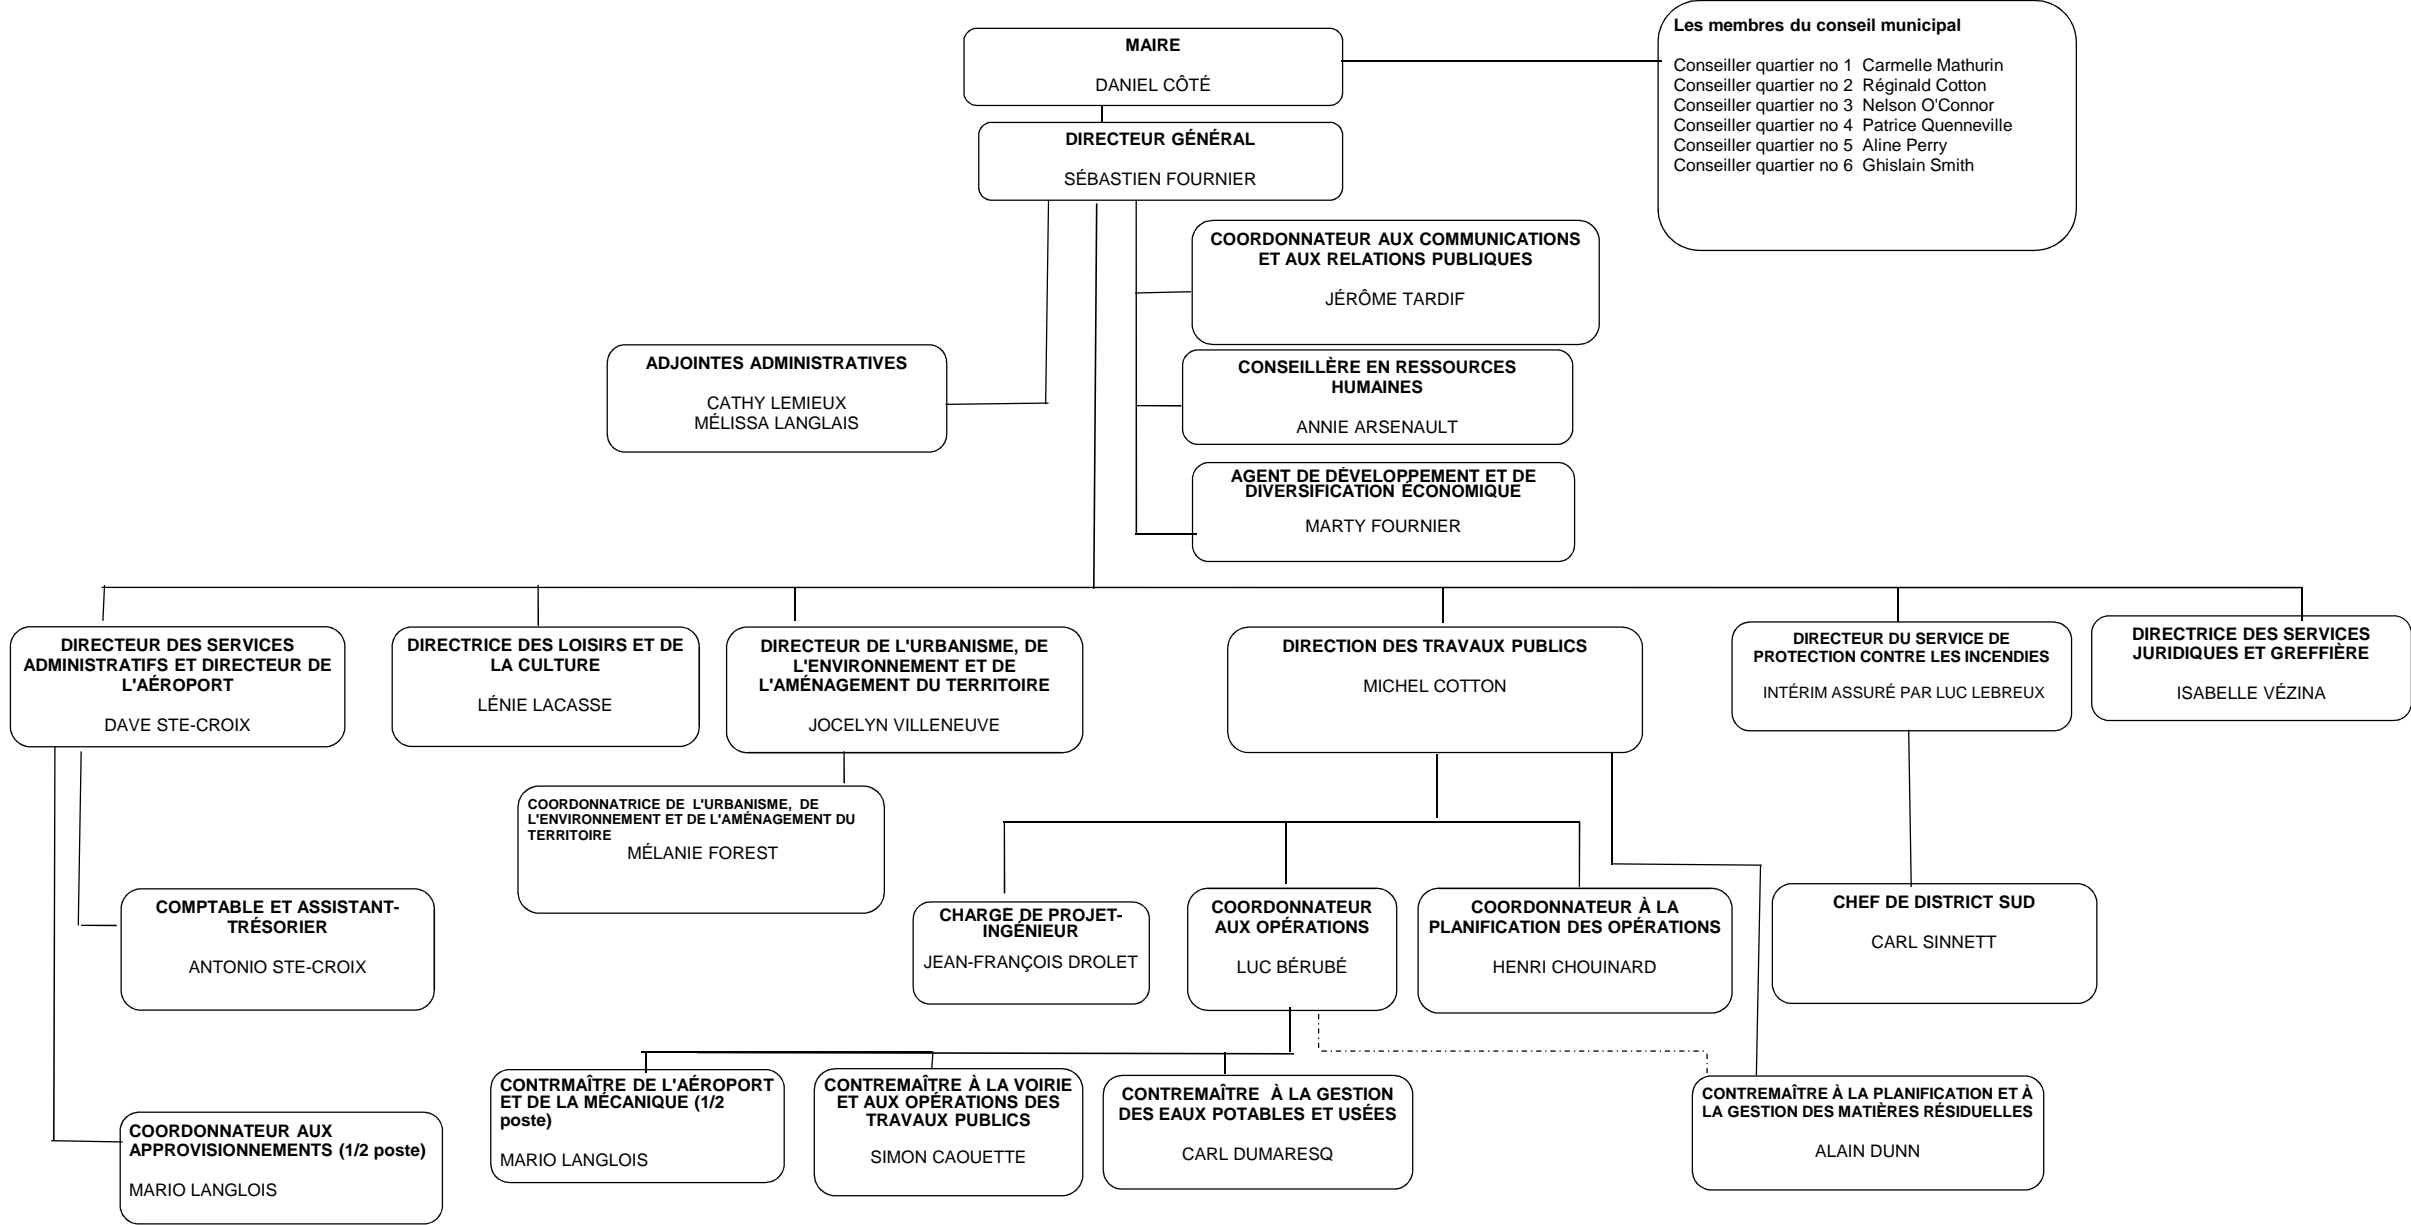 MAIRE
DANIEL CÔTÉ
Les membres du conseil municipal
Conseiller quartier no 1 Carmelle Mathurin
Conseiller quartier no 2 Réginald Cotton
Conseiller quartier no 3 Nelson O'Connor
Conseiller quartier no 4 Patrice Quenneville
Conseiller quartier no 5 Aline Perry
Conseiller quartier no 6 Ghislain Smith
DIRECTEUR GÉNÉRAL
SÉBASTIEN FOURNIER
COORDONNATEUR AUX COMMUNICATIONS
ET AUX RELATIONS PUBLIQUES
JÉRÔME TARDIF
ADJOINTES ADMINISTRATIVES
CATHY LEMIEUX
MÉLISSA LANGLAIS
CONSEILLÈRE EN RESSOURCES
HUMAINES
ANNIE ARSENAULT
AGENT DE DÉVELOPPEMENT ET DE
DIVERSIFICATION ÉCONOMIQUE
MARTY FOURNIER
DIRECTEUR DES SERVICES
ADMINISTRATIFS ET DIRECTEUR DE
L'AÉROPORT
DAVE STE-CROIX
DIRECTRICE DES LOISIRS ET DE
LA CULTURE
LÉNIE LACASSE
DIRECTEUR DE L'URBANISME, DE
L'ENVIRONNEMENT ET DE
L'AMÉNAGEMENT DU TERRITOIRE
JOCELYN VILLENEUVE
DIRECTION DES TRAVAUX PUBLICS
MICHEL COTTON
DIRECTEUR DU SERVICE DE
PROTECTION CONTRE LES INCENDIES
INTÉRIM ASSURÉ PAR LUC LEBREUX
DIRECTRICE DES SERVICES
JURIDIQUES ET GREFFIÈRE
ISABELLE VÉZINA
COORDONNATRICE DE L'URBANISME, DE
L'ENVIRONNEMENT ET DE L'AMÉNAGEMENT DU
TERRITOIRE
MÉLANIE FOREST
COMPTABLE ET ASSISTANT-
TRÉSORIER
ANTONIO STE-CROIX
CHARGÉ DE PROJET-
INGÉNIEUR
JEAN-FRANÇOIS DROLET
COORDONNATEUR
AUX OPÉRATIONS
LUC BÉRUBÉ
COORDONNATEUR À LA
PLANIFICATION DES OPÉRATIONS
HENRI CHOUINARD
CHEF DE DISTRICT SUD
CARL SINNETT
COORDONNATEUR AUX
APPROVISIONNEMENTS (1/2 poste)
MARIO LANGLOIS
CONTRMAÎTRE DE L'AÉROPORT
ET DE LA MÉCANIQUE (1/2
poste)
MARIO LANGLOIS
CONTREMAÎTRE À LA VOIRIE
ET AUX OPÉRATIONS DES
TRAVAUX PUBLICS
SIMON CAOUETTE
CONTREMAÎTRE À LA GESTION
DES EAUX POTABLES ET USÉES
CARL DUMARESQ
CONTREMAÎTRE À LA PLANIFICATION ET À
LA GESTION DES MATIÈRES RÉSIDUELLES
ALAIN DUNN